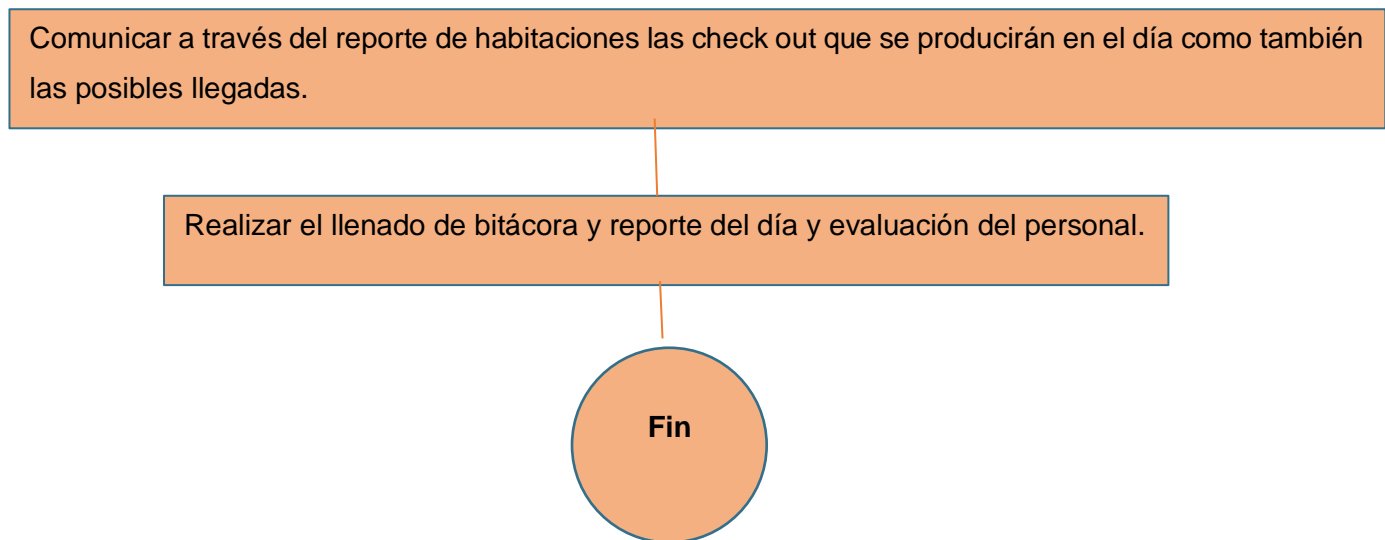 Comunicar a través del reporte de habitaciones las check out que se producirán en el día como también
las posibles llegadas.
Realizar el llenado de bitácora y reporte del día y evaluación del personal.
Fin